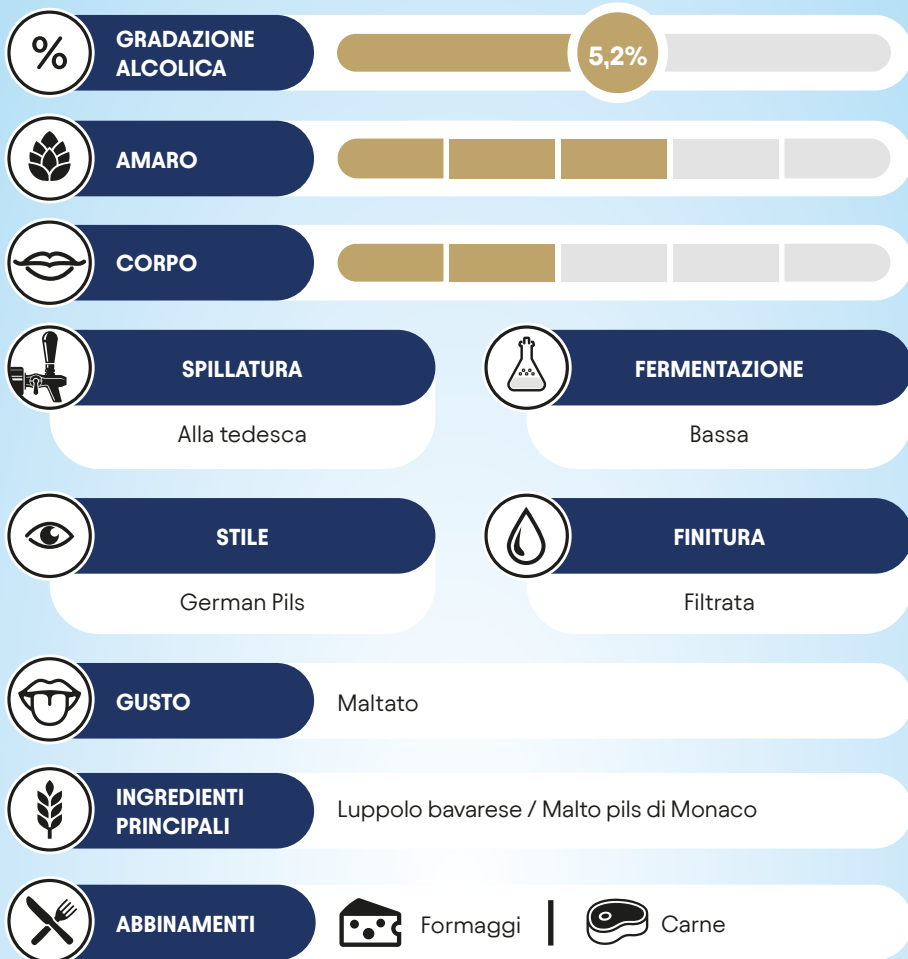 %
GRADAZIONE
ALCOLICA
5,2%
AMARO
CORPO
SPILLATURA
FERMENTAZIONE
Alla tedesca
Bassa
STILE
FINITURA
German Pils
Filtrata
GUSTO
Maltato
INGREDIENTI
PRINCIPALI
Luppolo bavarese / Malto pils di Monaco
ABBINAMENTI
Formaggi | Carne